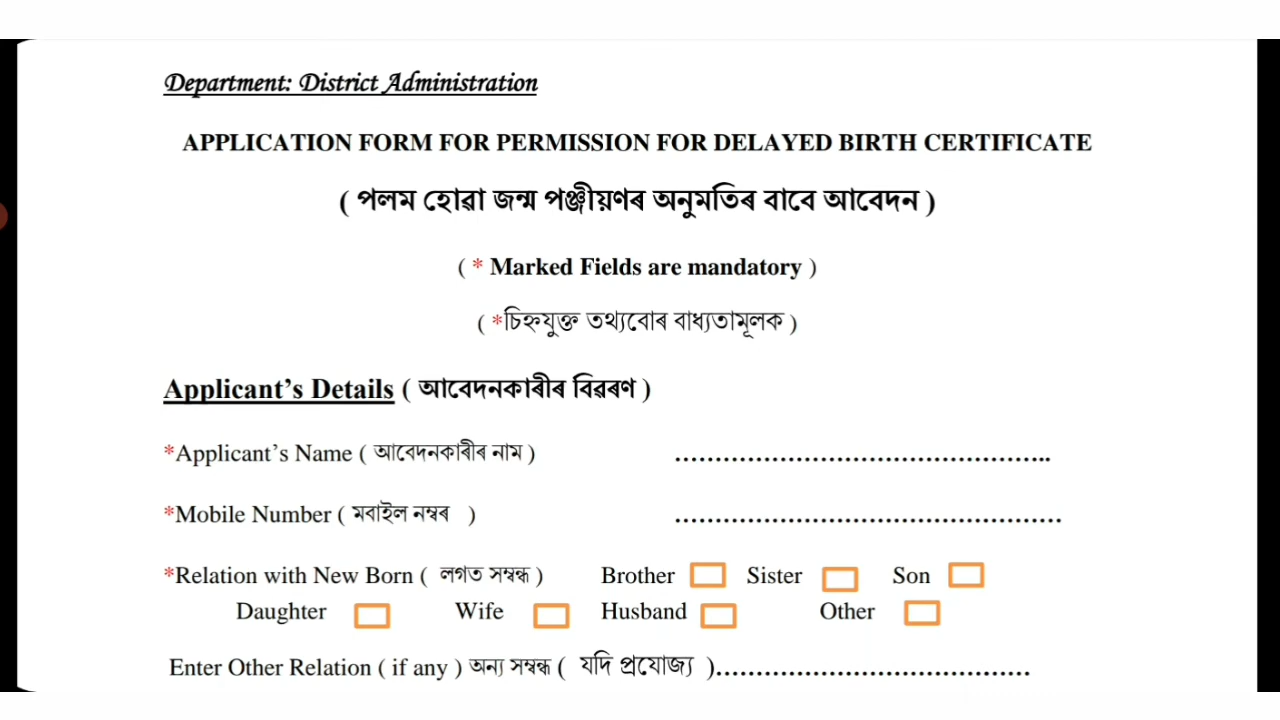 Department: District Administration
APPLICATION FORM FOR PERMISSION FOR DELAYED BIRTH CERTIFICATE
( পলম হোৱা জন্ম পঞ্জীয়ণৰ অনুমতিৰ বাবে আবেদন )
( * Marked Fields are mandatory )
( *চিহ্নযুক্ত তথ্যবোৰ বাধ্যতামূলক )
Applicant’s Details ( আবেদনকাৰীৰ বিৱৰণ )
*Applicant’s Name ( আবেদনকাৰীৰ নাম ) ………………………………………..
*Mobile Number ( মবাইল নম্বৰ ) …………………………………………
*Relation with New Born ( লগত সম্বন্ধ ) Brother Sister Son
Daughter Wife Husband Other
Enter Other Relation ( if any ) অন্য সম্বন্ধ ( যদি প্ৰযোজ্য )…………………………………